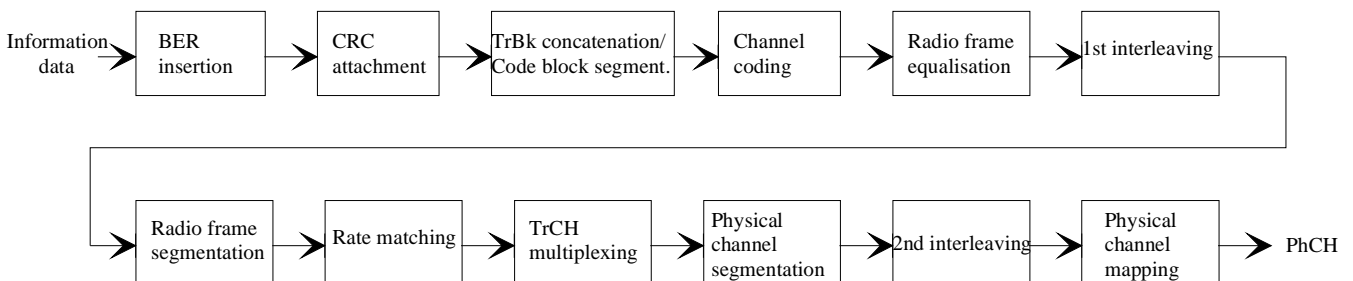 Information
data
BER
insertion
CRC
attachment
TrBk concatenation/
Code block segment.
Channel
coding
Radio frame
equalisation
1st interleaving
Radio frame
segmentation
Rate matching
TrCH
multiplexing
Physical
channel
segmentation
2nd interleaving
Physical
channel
mapping
PhCH